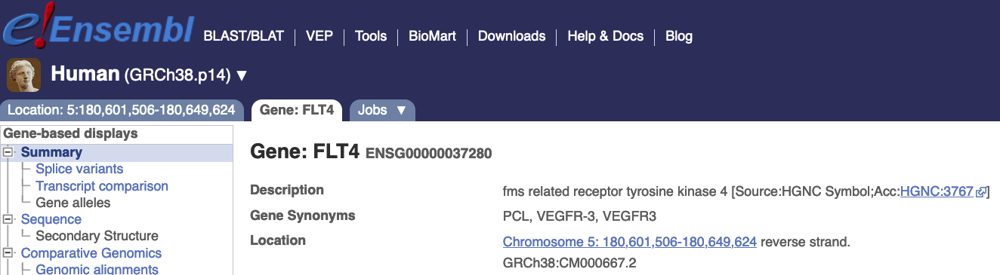 e!Ensembl BLAST/BLAT VEP Tools BioMart Downloads Help & Docs Blog
Human (GRCh38.p14) ▼
Location: 5:180,601,506-180,649,624 Gene: FLT4 Jobs ▼
Gene-based displays
Summary
Splice variants
Transcript comparison
Gene alleles
Sequence
Secondary Structure
Comparative Genomics
Genomic alignments
Gene: FLT4 ENSG00000037280
Description fms related receptor tyrosine kinase 4 [Source:HGNC Symbol;Acc:HGNC:3767]
Gene Synonyms PCL, VEGFR-3, VEGFR3
Location Chromosome 5: 180,601,506-180,649,624 reverse strand.
GRCh38:CM000667.2